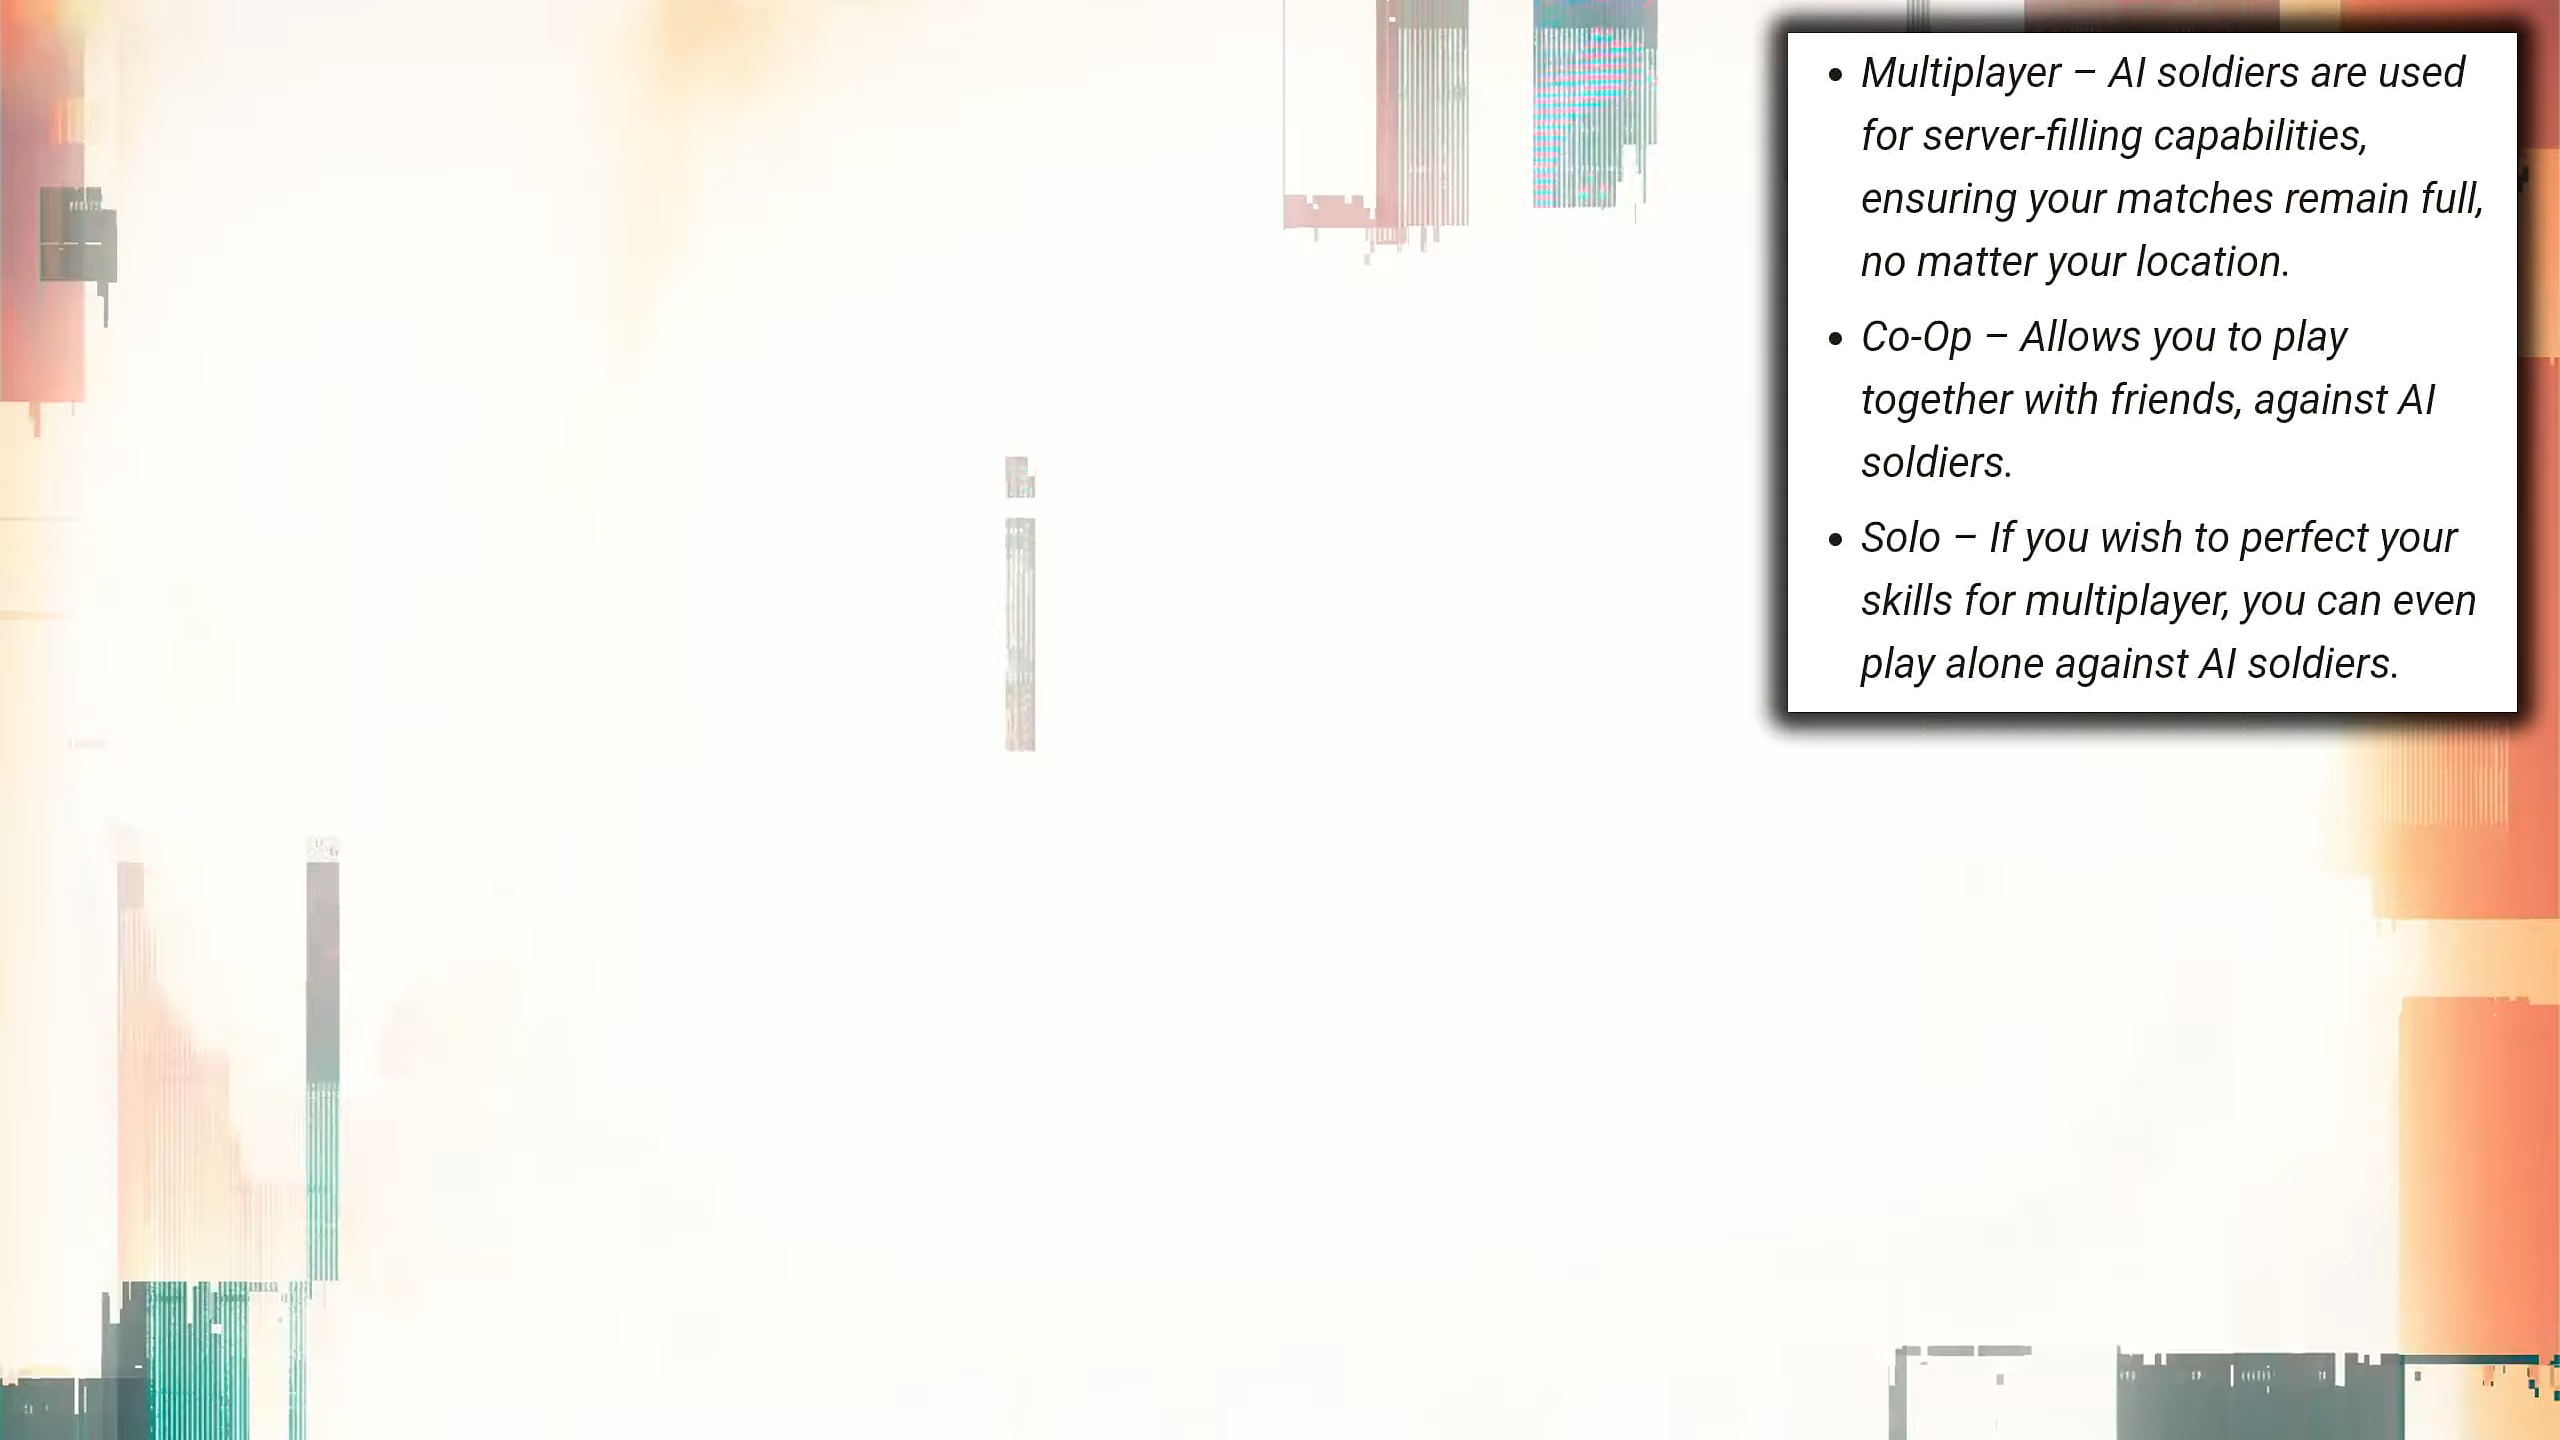 • Multiplayer – AI soldiers are used
for server-filling capabilities,
ensuring your matches remain full,
no matter your location.
• Co-Op – Allows you to play
together with friends, against AI
soldiers.
• Solo – If you wish to perfect your
skills for multiplayer, you can even
play alone against AI soldiers.